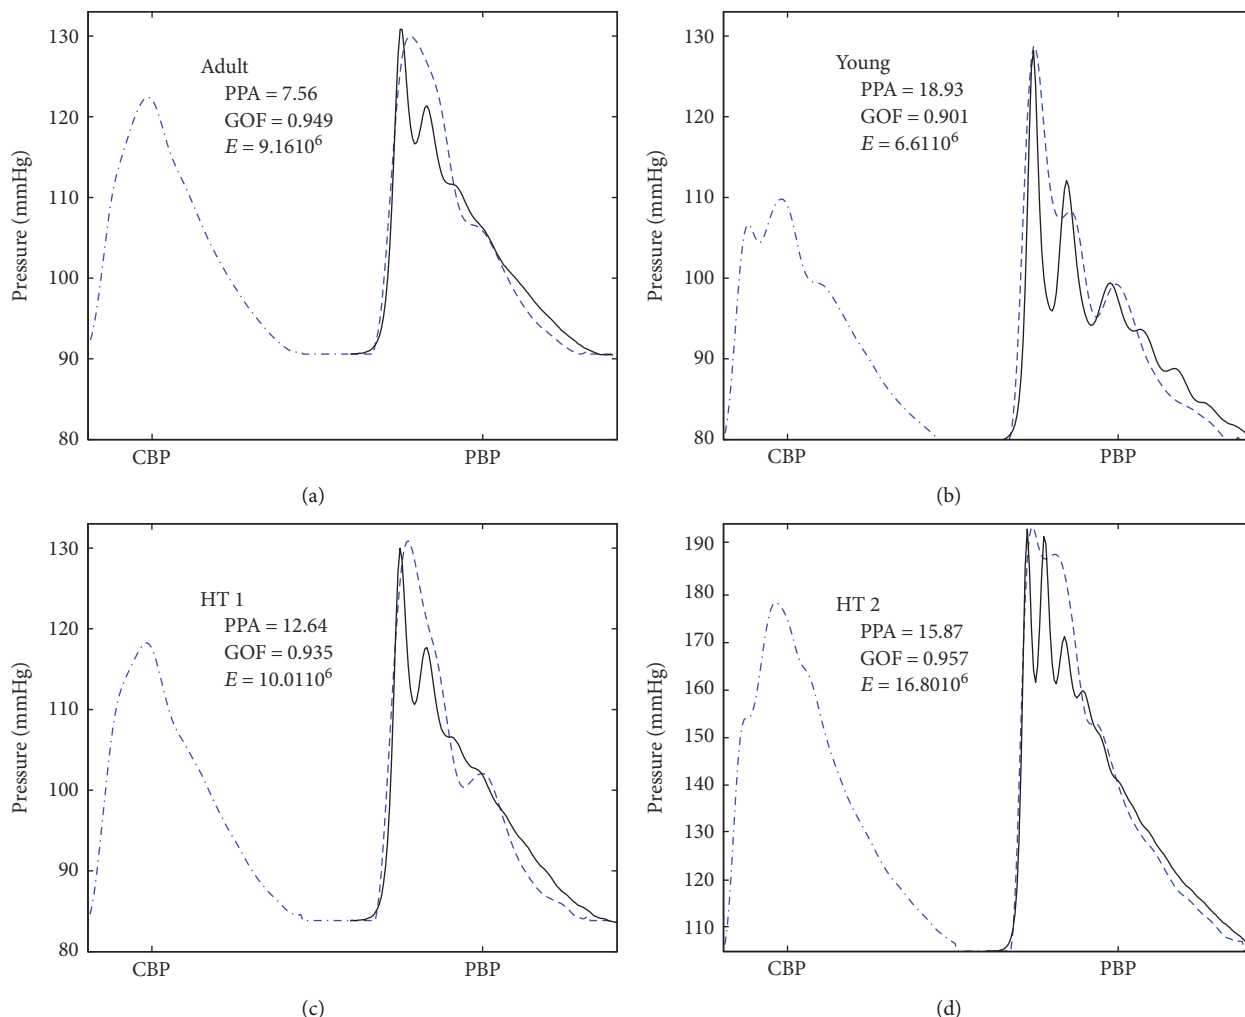 130
120
110
100
90
80
Pressure (mmHg)
Adult
PPA = 7.56
GOF = 0.949
E = 9.1610⁶
CBP
PBP
(a)
130
120
110
100
90
80
Pressure (mmHg)
Young
PPA = 18.93
GOF = 0.901
E = 6.6110⁶
CBP
PBP
(b)
130
120
110
100
90
80
Pressure (mmHg)
HT 1
PPA = 12.64
GOF = 0.935
E = 10.0110⁶
CBP
PBP
(c)
190
180
170
160
150
105
130
120
110
Pressure (mmHg)
HT 2
PPA = 15.87
GOF = 0.957
E = 16.8010⁶
CBP
PBP
(d)